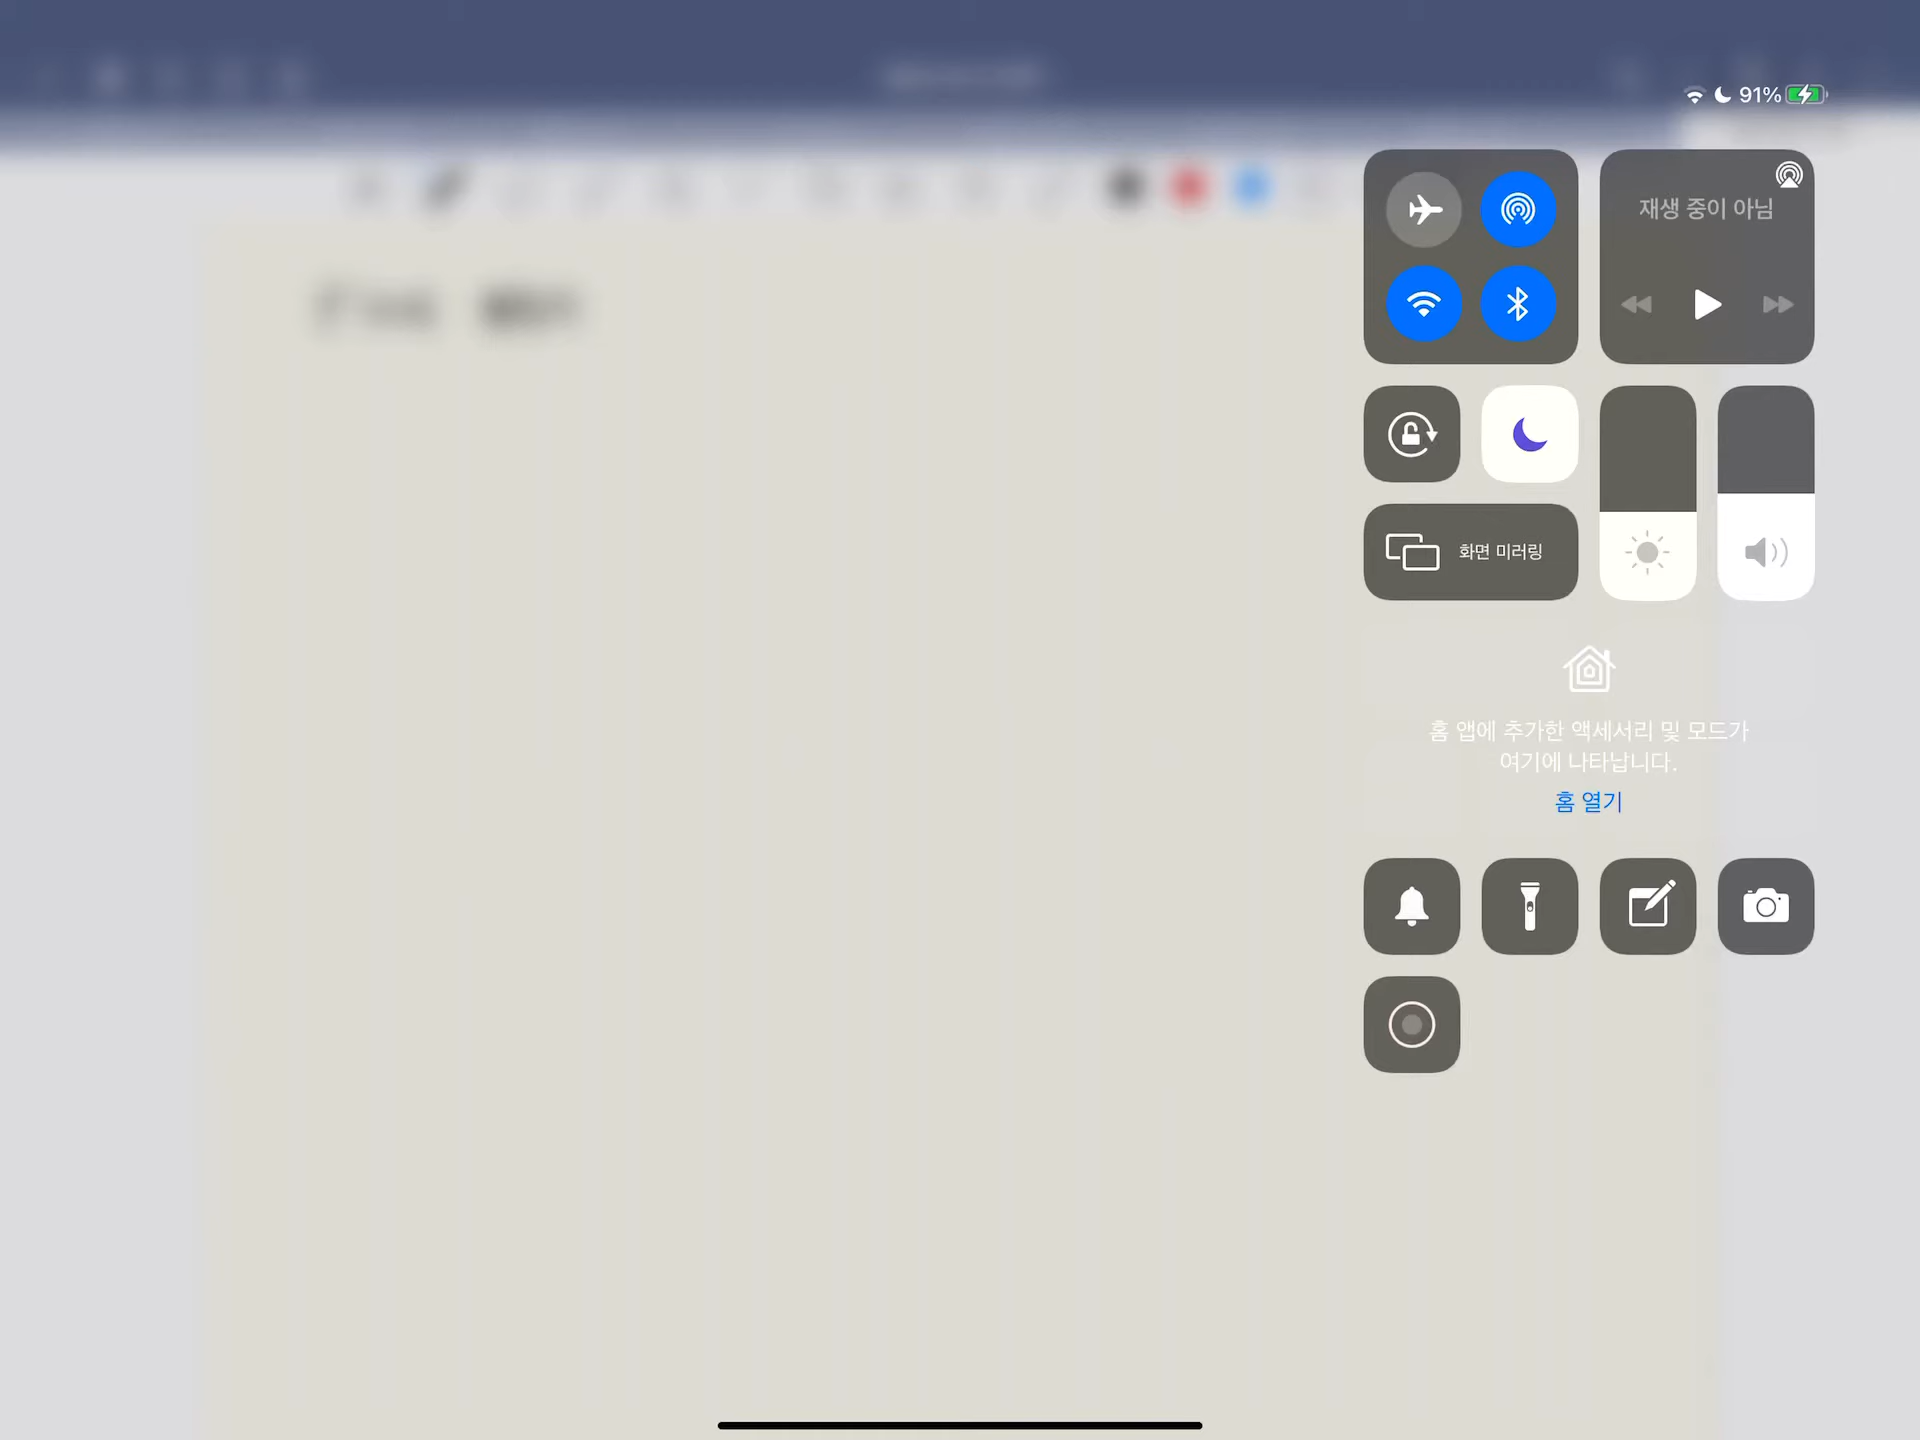 91%
재생 중이 아님
화면 미러링
홈 앱에 추가한 액세서리 및 모드가
여기에 나타납니다.
홈 열기